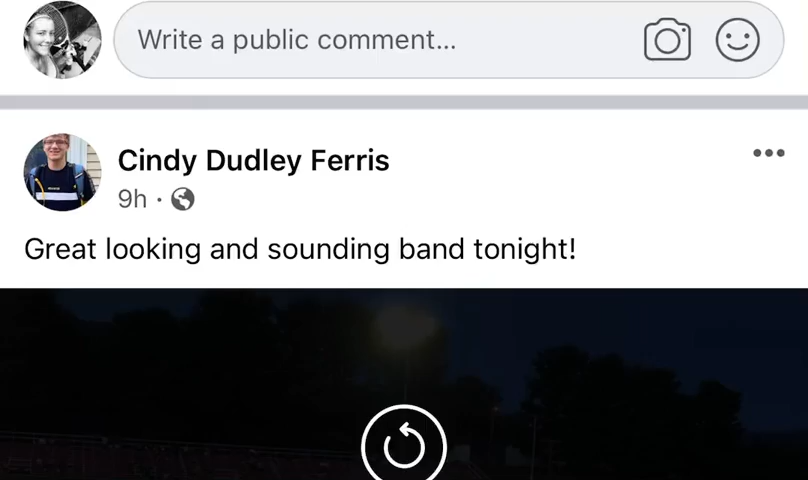 Write a public comment...
Cindy Dudley Ferris
9h ·
Great looking and sounding band tonight!